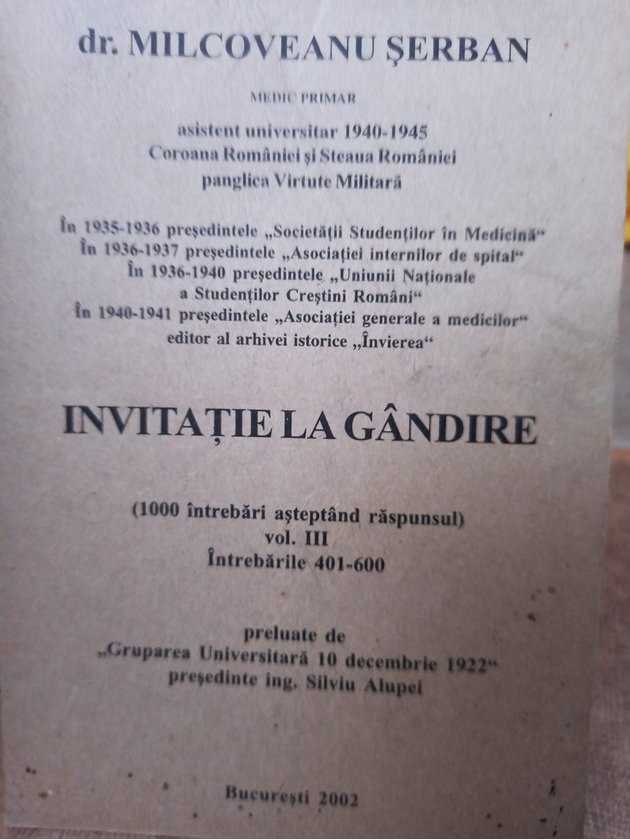 dr. MILCOVEANU ŞERBAN
MEDIC PRIMAR
asistent universitar 1940-1945
Coroana României şi Steaua României
panglica Virtute Militară
În 1935-1936 preşedintele „Societăţii Studenţilor în Medicină“
În 1936-1937 preşedintele „Asociaţiei internilor de spital“
În 1936-1940 preşedintele „Uniunii Naţionale
a Studenţilor Creştini Români“
În 1940-1941 preşedintele „Asociaţiei generale a medicilor“
editor al arhivei istorice „Învierea“
INVITAŢIE LA GÂNDIRE
(1000 întrebări aşteptând răspunsul)
vol. III
Întrebările 401-600
preluate de
„Gruparea Universitară 10 decembrie 1922“
preşedinte ing. Silviu Alupei
Bucureşti 2002